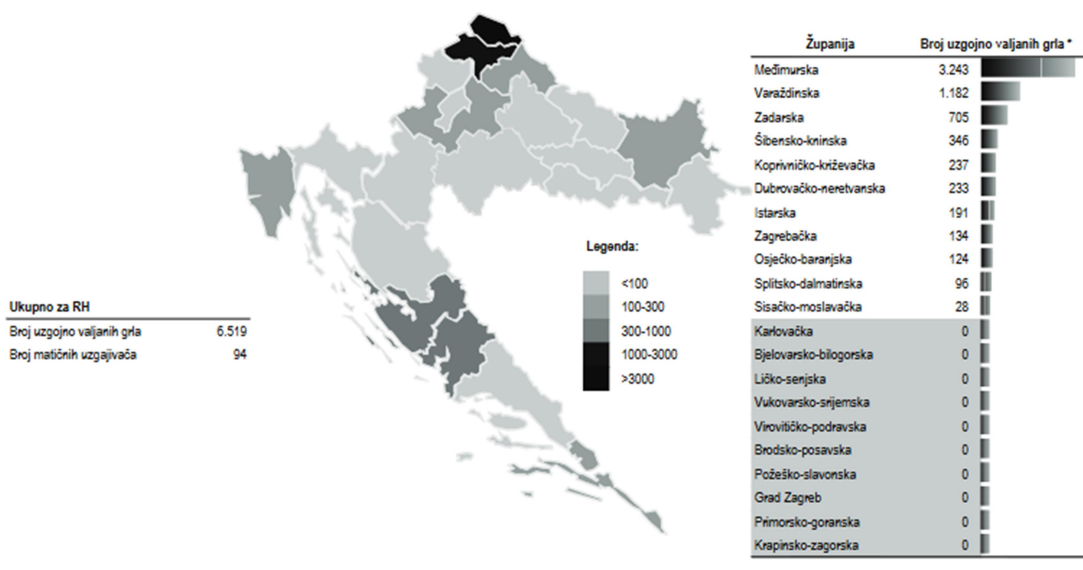 Županija Broj uzgojno valjanih grla *
Međimurska 3.243
Varaždinska 1.182
Zadarska 705
Šibensko-kninska 346
Koprivničko-križevačka 237
Dubrovačko-neretvanska 233
Istarska 191
Zagrebačka 134
Osječko-baranjska 124
Splitsko-dalmatinska 96
Sisačko-moslavačka 28
Karlovačka 0
Bjelovarsko-bilogorska 0
Ličko-senjska 0
Vukovarsko-srijemska 0
Virovitičko-podravska 0
Brodsko-posavska 0
Požeško-slavonska 0
Grad Zagreb 0
Primorsko-goranska 0
Krapinsko-zagorska 0
Legenda:
<100
100-300
300-1000
1000-3000
>3000
Ukupno za RH
Broj uzgojno valjanih grla 6.519
Broj matičnih uzgajivača 94